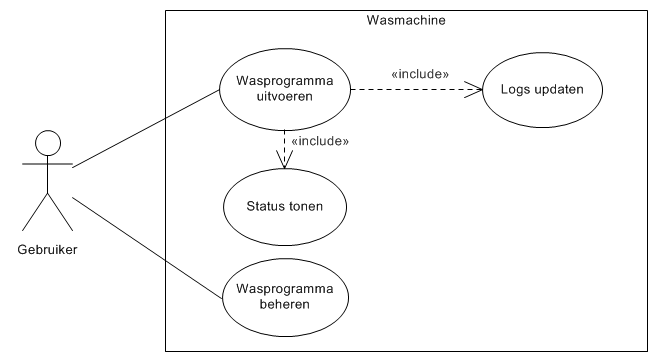 Wasmachine
Wasprogramma
uitvoeren
«include»
Logs updaten
«include»
Status tonen
Gebruiker
Wasprogramma
beheren